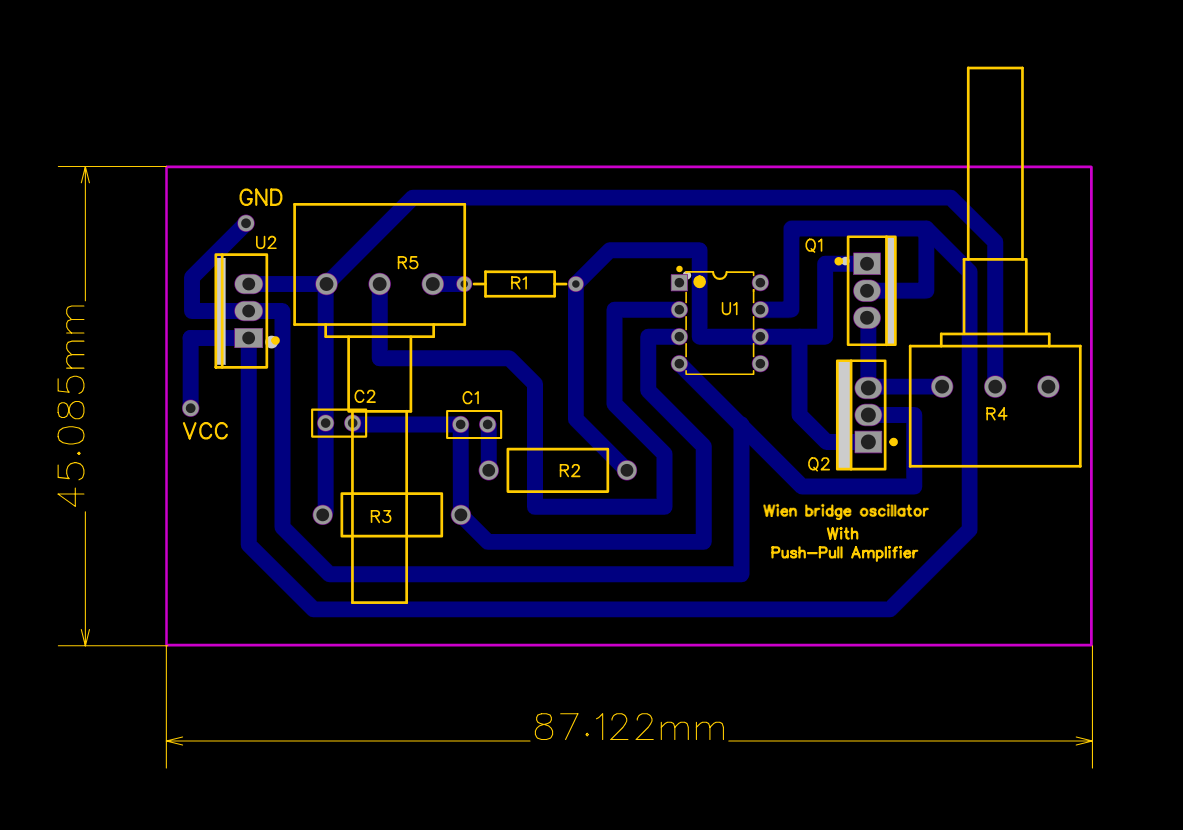 GND
U2
Q1
R5
R1
U1
C2
C1
R4
VCC
Q2
R2
R3
Wien bridge oscillator
With
Push-Pull Amplifier
45.085mm
87.122mm